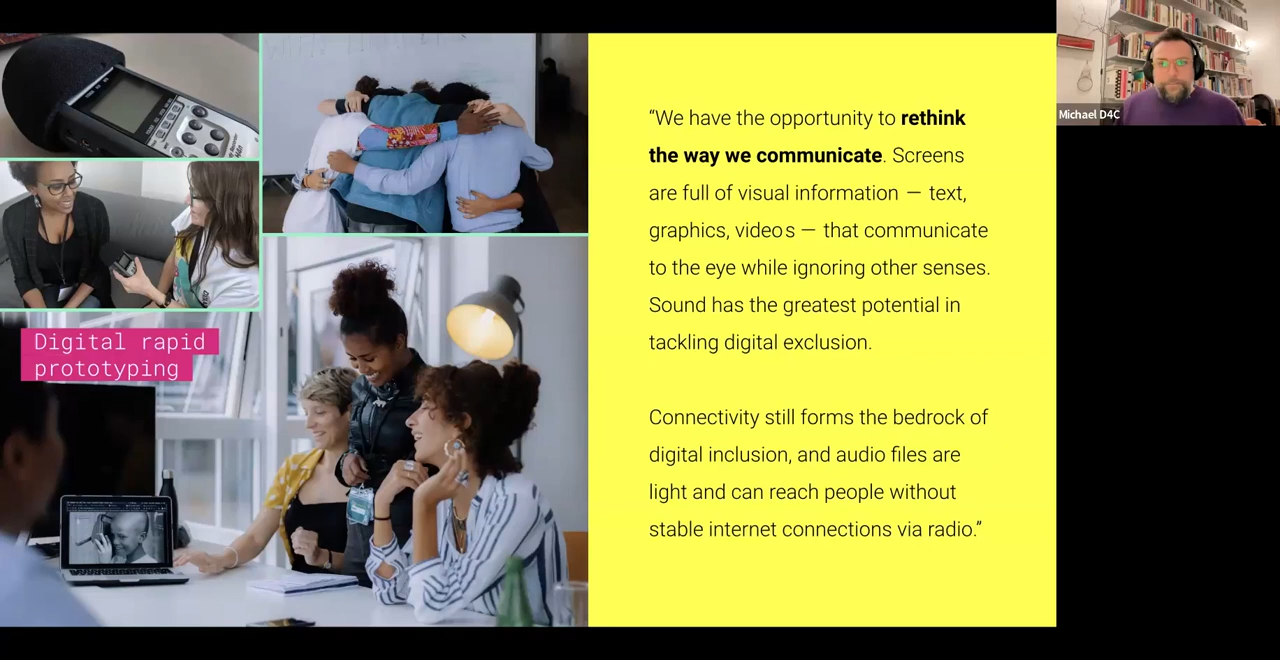 Digital rapid
prototyping
“We have the opportunity to rethink
the way we communicate. Screens
are full of visual information — text,
graphics, videos — that communicate
to the eye while ignoring other senses.
Sound has the greatest potential in
tackling digital exclusion.
Connectivity still forms the bedrock of
digital inclusion, and audio files are
light and can reach people without
stable internet connections via radio.”
Michael D4C